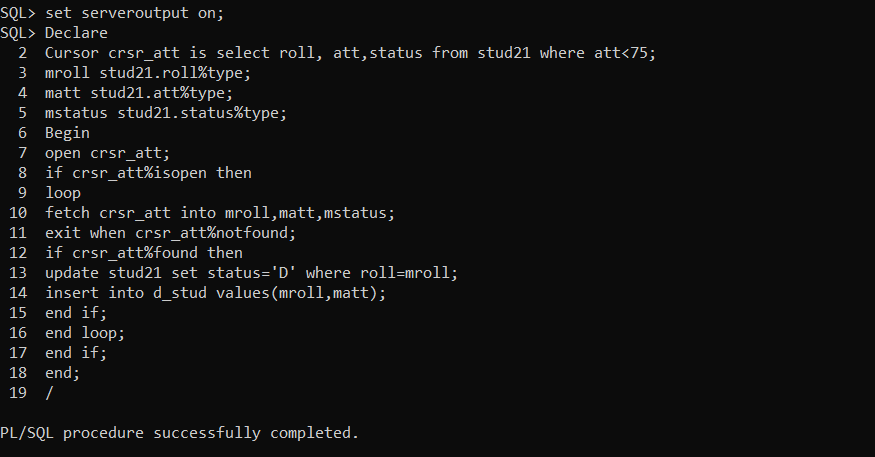 SQL> set serveroutput on;
SQL> Declare
2 Cursor crsr_att is select roll, att,status from stud21 where att<75;
3 mroll stud21.roll%type;
4 matt stud21.att%type;
5 mstatus stud21.status%type;
6 Begin
7 open crsr_att;
8 if crsr_att%isopen then
9 loop
10 fetch crsr_att into mroll,matt,mstatus;
11 exit when crsr_att%notfound;
12 if crsr_att%found then
13 update stud21 set status='D' where roll=mroll;
14 insert into d_stud values(mroll,matt);
15 end if;
16 end loop;
17 end if;
18 end;
19 /
PL/SQL procedure successfully completed.